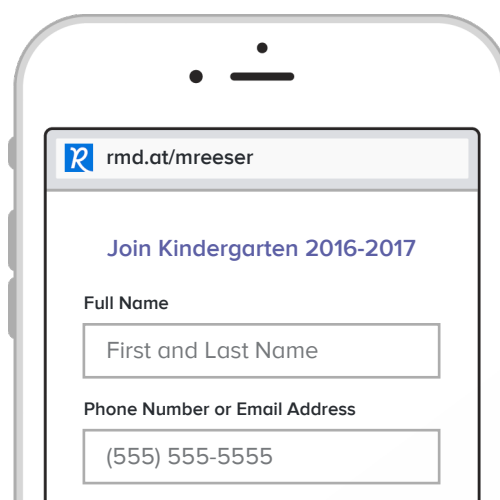 rmd.at/mreeser
Join Kindergarten 2016-2017
Full Name
First and Last Name
Phone Number or Email Address
(555) 555-5555